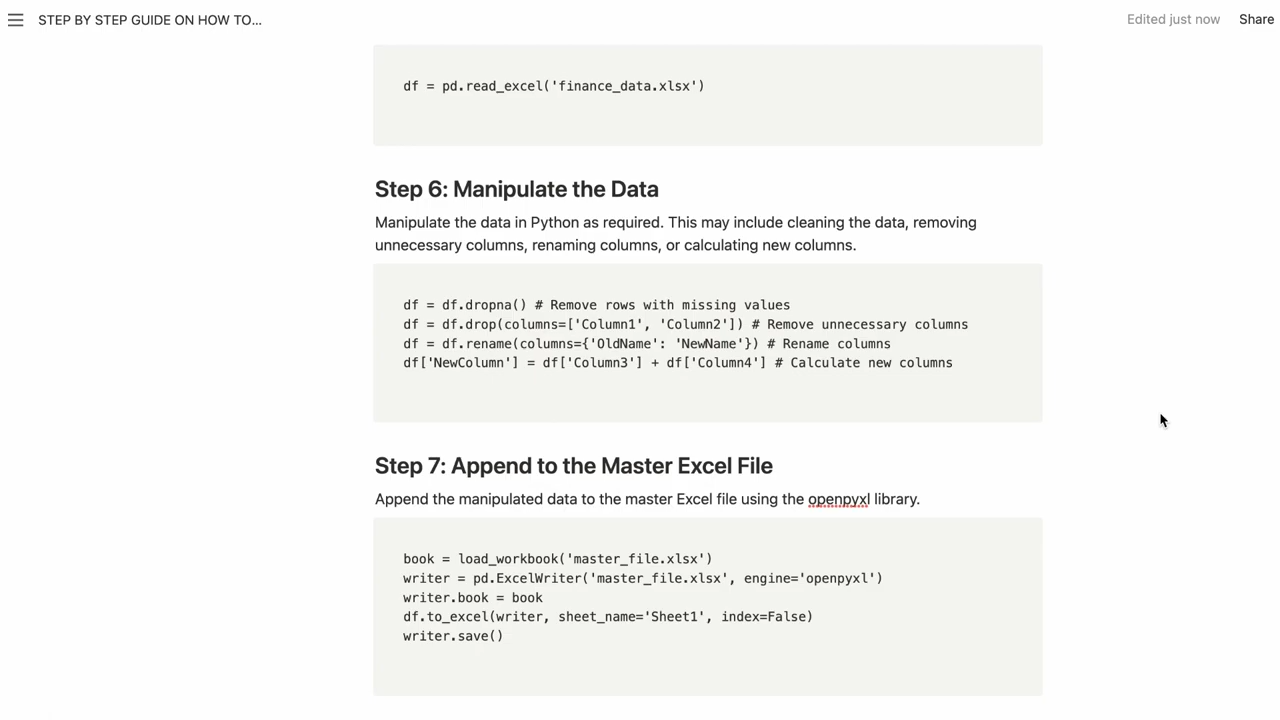 STEP BY STEP GUIDE ON HOW TO...
Edited just now
Share
df = pd.read_excel('finance_data.xlsx')
Step 6: Manipulate the Data
Manipulate the data in Python as required. This may include cleaning the data, removing
unnecessary columns, renaming columns, or calculating new columns.
df = df.dropna() # Remove rows with missing values
df = df.drop(columns=['Column1', 'Column2']) # Remove unnecessary columns
df = df.rename(columns={'OldName': 'NewName'}) # Rename columns
df['NewColumn'] = df['Column3'] + df['Column4'] # Calculate new columns
Step 7: Append to the Master Excel File
Append the manipulated data to the master Excel file using the openpyxl library.
book = load_workbook('master_file.xlsx')
writer = pd.ExcelWriter('master_file.xlsx', engine='openpyxl')
writer.book = book
df.to_excel(writer, sheet_name='Sheet1', index=False)
writer.save()